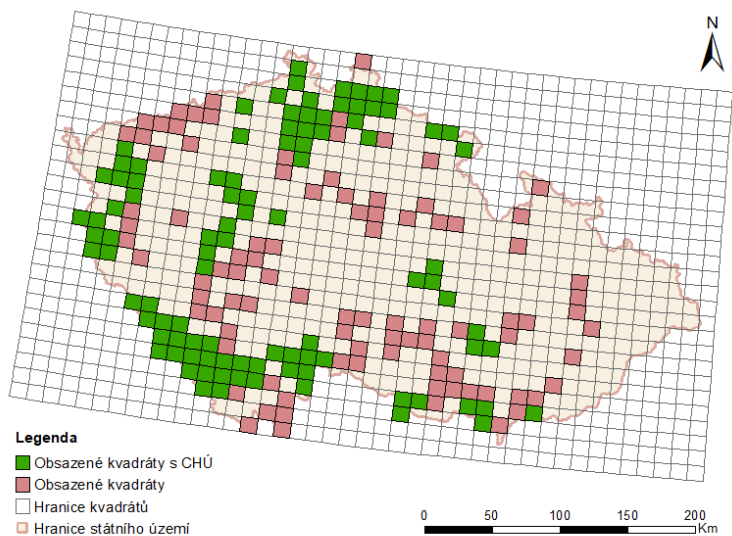 N
Legenda
Obsazené kvadráty s CHÚ
Obsazené kvadráty
Hranice kvadrátů
Hranice státního území
0 50 100 150 200
Km